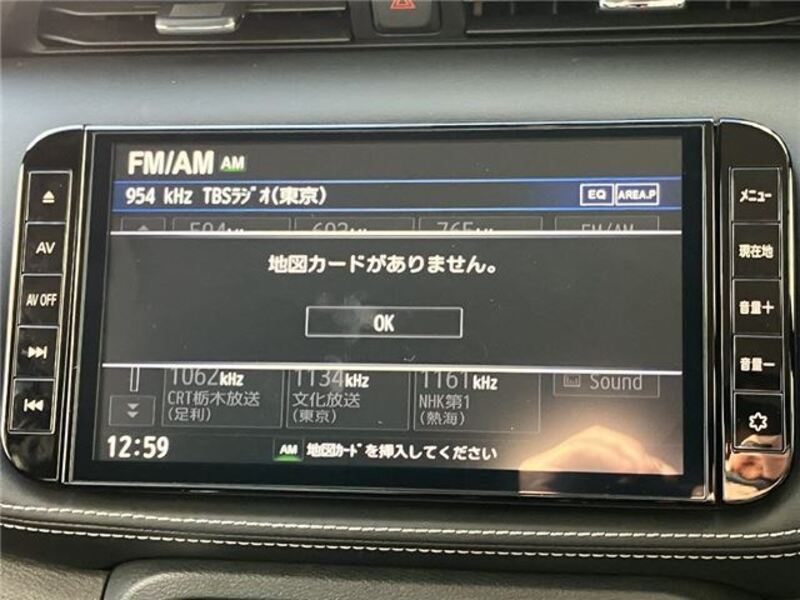 FM/AM AM
954 kHz TBSﾗｼﾞｵ(東京)
EQ AREA.P
地図カードがありません。
OK
1062kHz
CRT栃木放送
(足利)
1134kHz
文化放送
(東京)
1161kHz
NHK第1
(熱海)
Sound
12:59
AM 地図ｶｰﾄﾞを挿入してください
AV
AV OFF
メニュー
現在地
音量＋
音量－